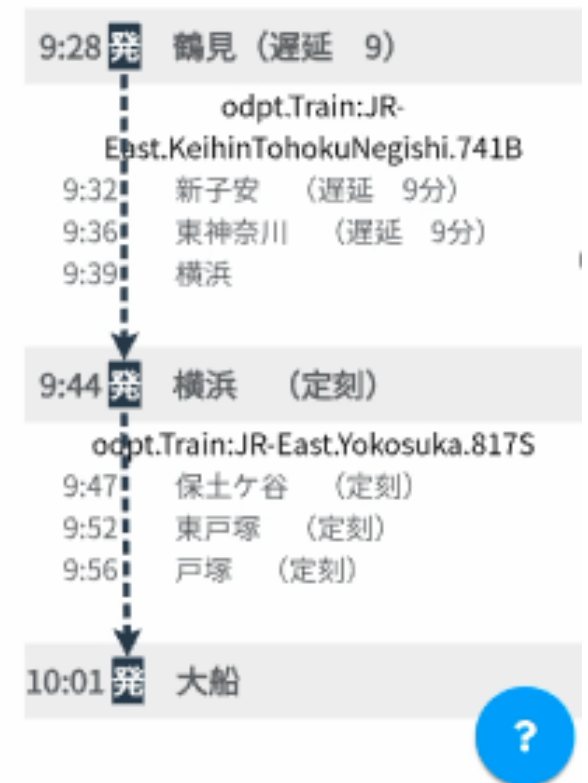 9:28 発 鶴見（遅延　9）
odpt.Train:JR-
East.KeihinTohokuNegishi.741B
9:32 新子安　（遅延　9分）
9:36 東神奈川　（遅延　9分）
9:39 横浜
9:44 発 横浜　（定刻）
odpt.Train:JR-East.Yokosuka.817S
9:47 保土ケ谷　（定刻）
9:52 東戸塚　（定刻）
9:56 戸塚　（定刻）
10:01 発 大船
?